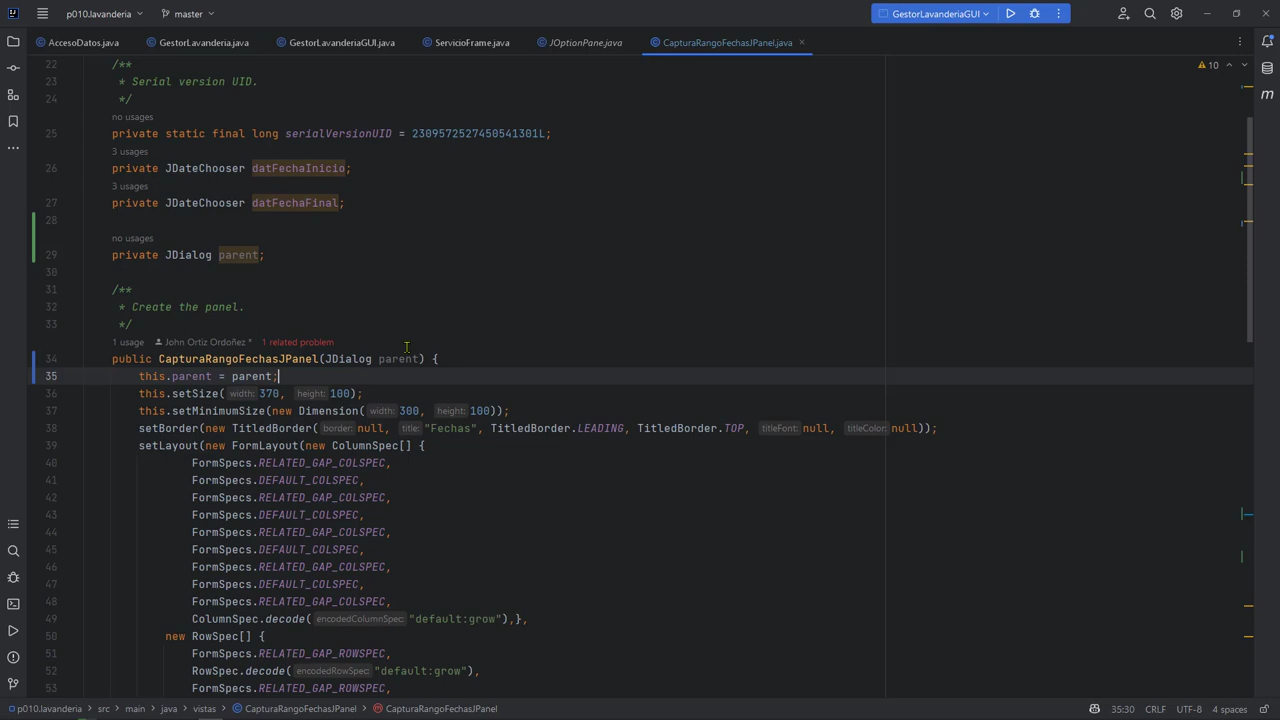 p010.lavanderia
master
GestorLavanderiaGUI
AccesoDatos.java
GestorLavanderia.java
GestorLavanderiaGUI.java
ServicioFrame.java
JOptionPane.java
CapturaRangoFechasJPanel.java
10
22 /**
23 * Serial version UID.
24 */
no usages
25 private static final long serialVersionUID = 2309572527450541301L;
3 usages
26 private JDateChooser datFechaInicio;
3 usages
27 private JDateChooser datFechaFinal;
28
no usages
29 private JDialog parent;
30
31 /**
32 * Create the panel.
33 */
1 usage John Ortiz Ordoñez * 1 related problem
34 public CapturaRangoFechasJPanel(JDialog parent) {
35 this.parent = parent;
36 this.setSize( width: 370, height: 100);
37 this.setMinimumSize(new Dimension( width: 300, height: 100));
38 setBorder(new TitledBorder( border: null, title: "Fechas", TitledBorder.LEADING, TitledBorder.TOP, titleFont: null, titleColor: null));
39 setLayout(new FormLayout(new ColumnSpec[] {
40 FormSpecs.RELATED_GAP_COLSPEC,
41 FormSpecs.DEFAULT_COLSPEC,
42 FormSpecs.RELATED_GAP_COLSPEC,
43 FormSpecs.DEFAULT_COLSPEC,
44 FormSpecs.RELATED_GAP_COLSPEC,
45 FormSpecs.DEFAULT_COLSPEC,
46 FormSpecs.RELATED_GAP_COLSPEC,
47 FormSpecs.DEFAULT_COLSPEC,
48 FormSpecs.RELATED_GAP_COLSPEC,
49 ColumnSpec.decode( encodedColumnSpec: "default:grow"),},
50 new RowSpec[] {
51 FormSpecs.RELATED_GAP_ROWSPEC,
52 RowSpec.decode( encodedRowSpec: "default:grow"),
53 FormSpecs.RELATED_GAP_ROWSPEC,
p010.lavanderia > src > main > java > vistas > CapturaRangoFechasJPanel > CapturaRangoFechasJPanel
35:30 CRLF UTF-8 4 spaces